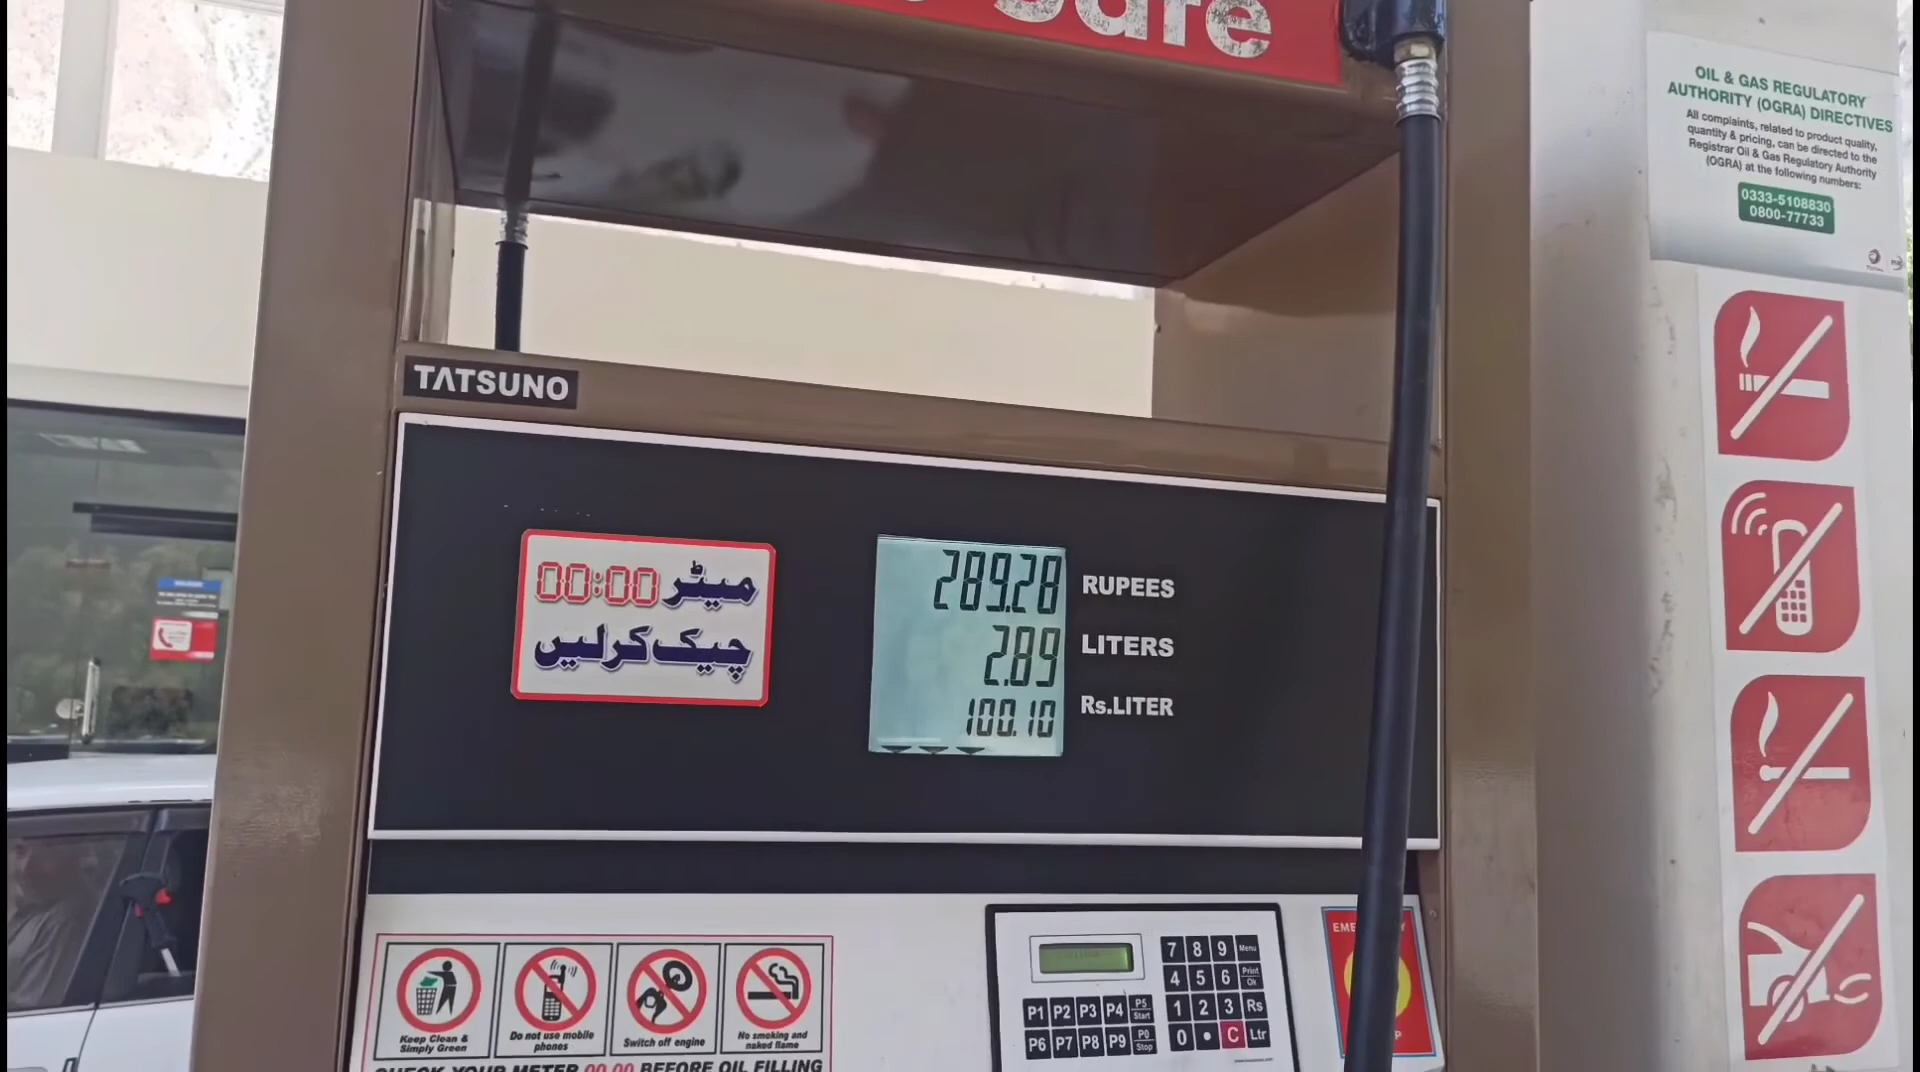 Safe
OIL & GAS REGULATORY
AUTHORITY (OGRA) DIRECTIVES
All complaints, related to product quality,
quantity & pricing, can be directed to the
Registrar Oil & Gas Regulatory Authority
(OGRA) at the following numbers:
0333-5108830
0800-77733
TATSUNO
میٹر 00:00
چیک کرلیں
289.28 RUPEES
2.89 LITERS
100.10 Rs.LITER
Keep Clean &
Simply Green
Do not use mobile
phones
Switch off engine
No smoking and
naked flame
CHECK YOUR METER 00.00 BEFORE OIL FILLING
7 8 9 Menu
4 5 6 Print Ok
1 2 3 Rs
0 • C Ltr
P1 P2 P3 P4 P5 Start
P6 P7 P8 P9 P0 Stop